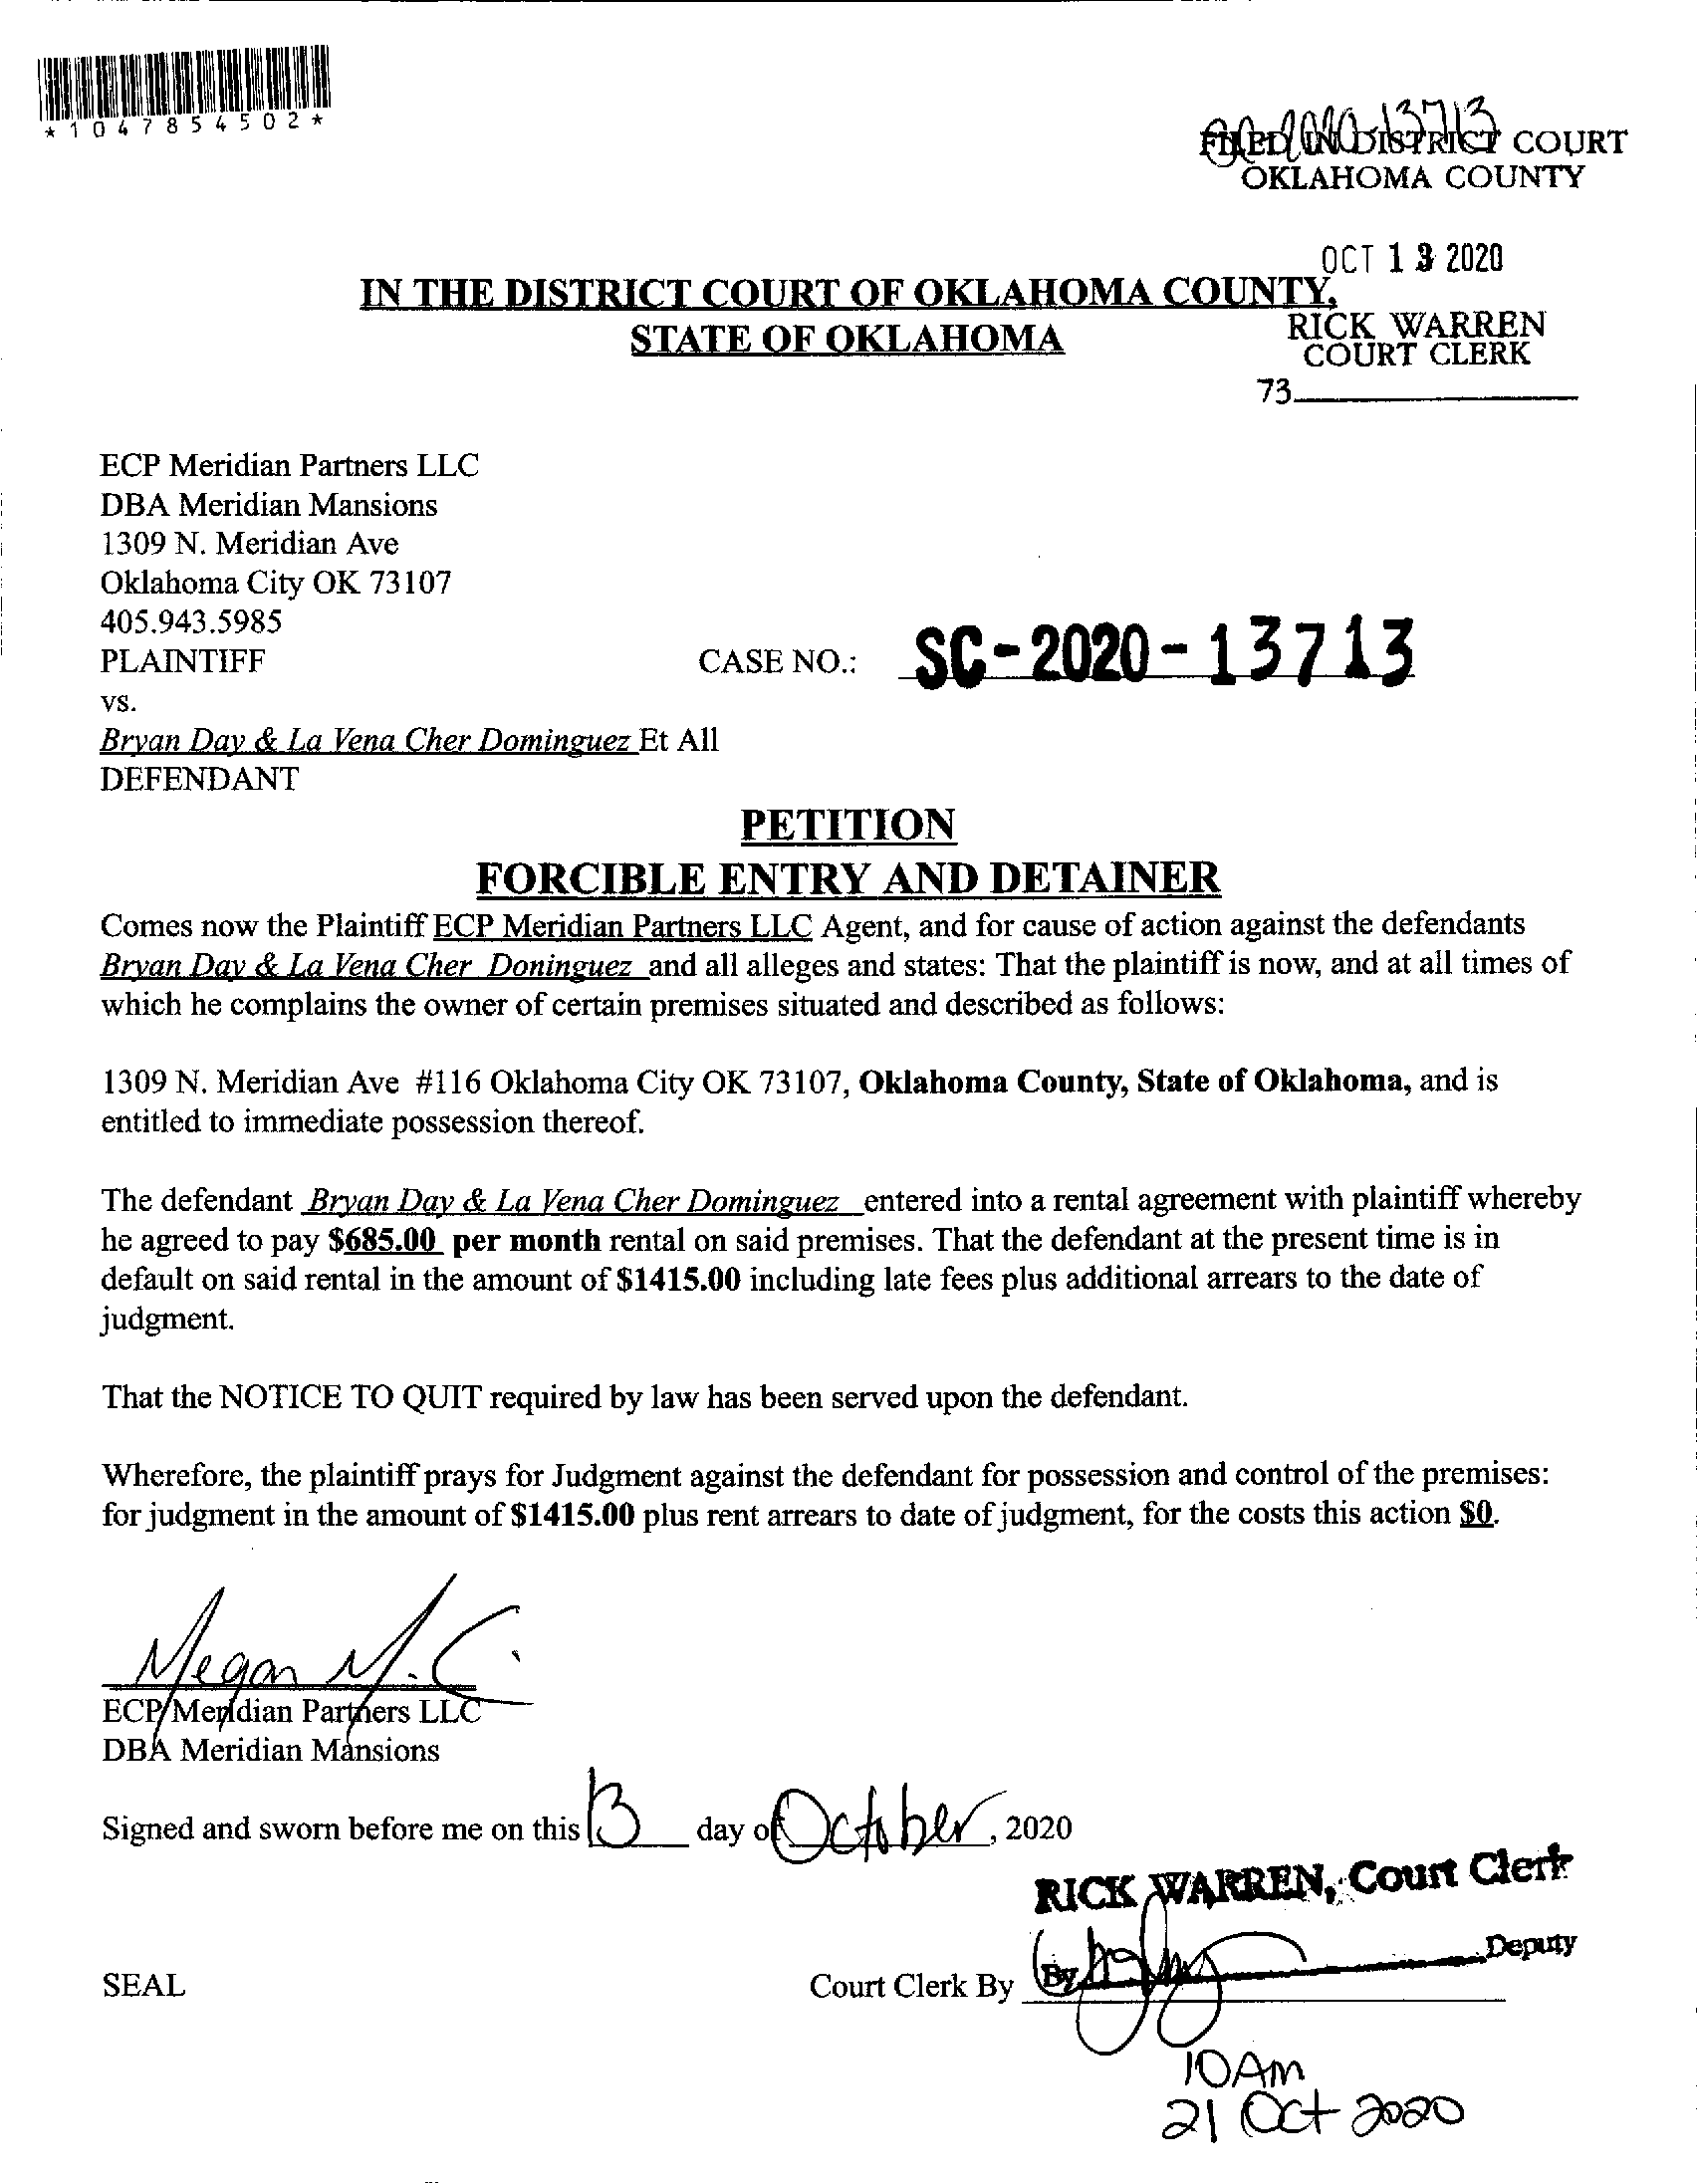 *1047854502*
SC-2020-13713
FILED IN DISTRICT COURT
OKLAHOMA COUNTY
OCT 13 2020
IN THE DISTRICT COURT OF OKLAHOMA COUNTY,
STATE OF OKLAHOMA
RICK WARREN
COURT CLERK
73
ECP Meridian Partners LLC
DBA Meridian Mansions
1309 N. Meridian Ave
Oklahoma City OK 73107
405.943.5985
PLAINTIFF
CASE NO.: SC-2020-13713
vs.
Bryan Day & La Vena Cher Dominguez Et All
DEFENDANT
PETITION
FORCIBLE ENTRY AND DETAINER
Comes now the Plaintiff ECP Meridian Partners LLC Agent, and for cause of action against the defendants
Bryan Day & La Vena Cher Doninguez and all alleges and states: That the plaintiff is now, and at all times of
which he complains the owner of certain premises situated and described as follows:
1309 N. Meridian Ave #116 Oklahoma City OK 73107, Oklahoma County, State of Oklahoma, and is
entitled to immediate possession thereof.
The defendant Bryan Day & La Vena Cher Dominguez entered into a rental agreement with plaintiff whereby
he agreed to pay $685.00 per month rental on said premises. That the defendant at the present time is in
default on said rental in the amount of $1415.00 including late fees plus additional arrears to the date of
judgment.
That the NOTICE TO QUIT required by law has been served upon the defendant.
Wherefore, the plaintiff prays for Judgment against the defendant for possession and control of the premises:
for judgment in the amount of $1415.00 plus rent arrears to date of judgment, for the costs this action $0.
Megan M. C.
ECP Meridian Partners LLC
DBA Meridian Mansions
Signed and sworn before me on this 13 day of October, 2020
RICK WARREN, Court Clerk
By Deputy
SEAL
Court Clerk By
10AM
21 Oct 2020